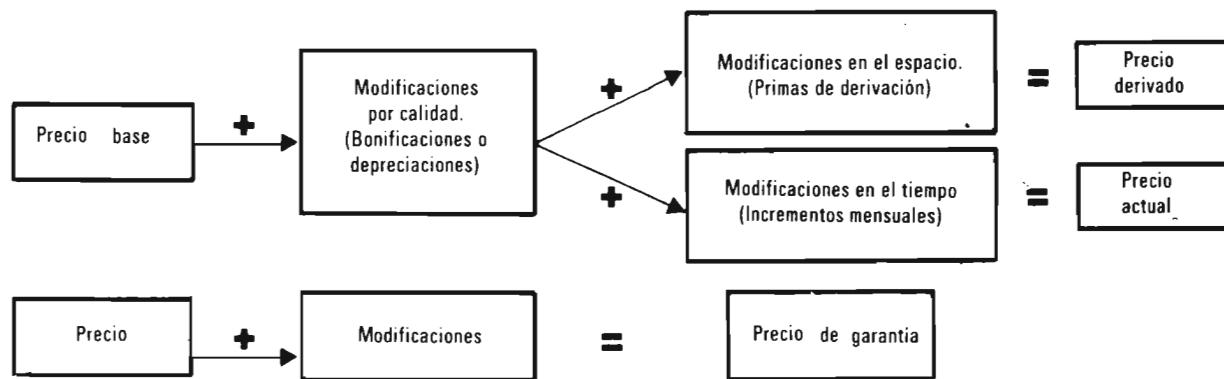 Precio base
+
Modificaciones
por calidad.
(Bonificaciones o
depreciaciones)
+
Modificaciones en el espacio.
(Primas de derivación)
=
Precio
derivado
+
Modificaciones en el tiempo
(Incrementos mensuales)
=
Precio
actual
Precio
+
Modificaciones
=
Precio de garantía